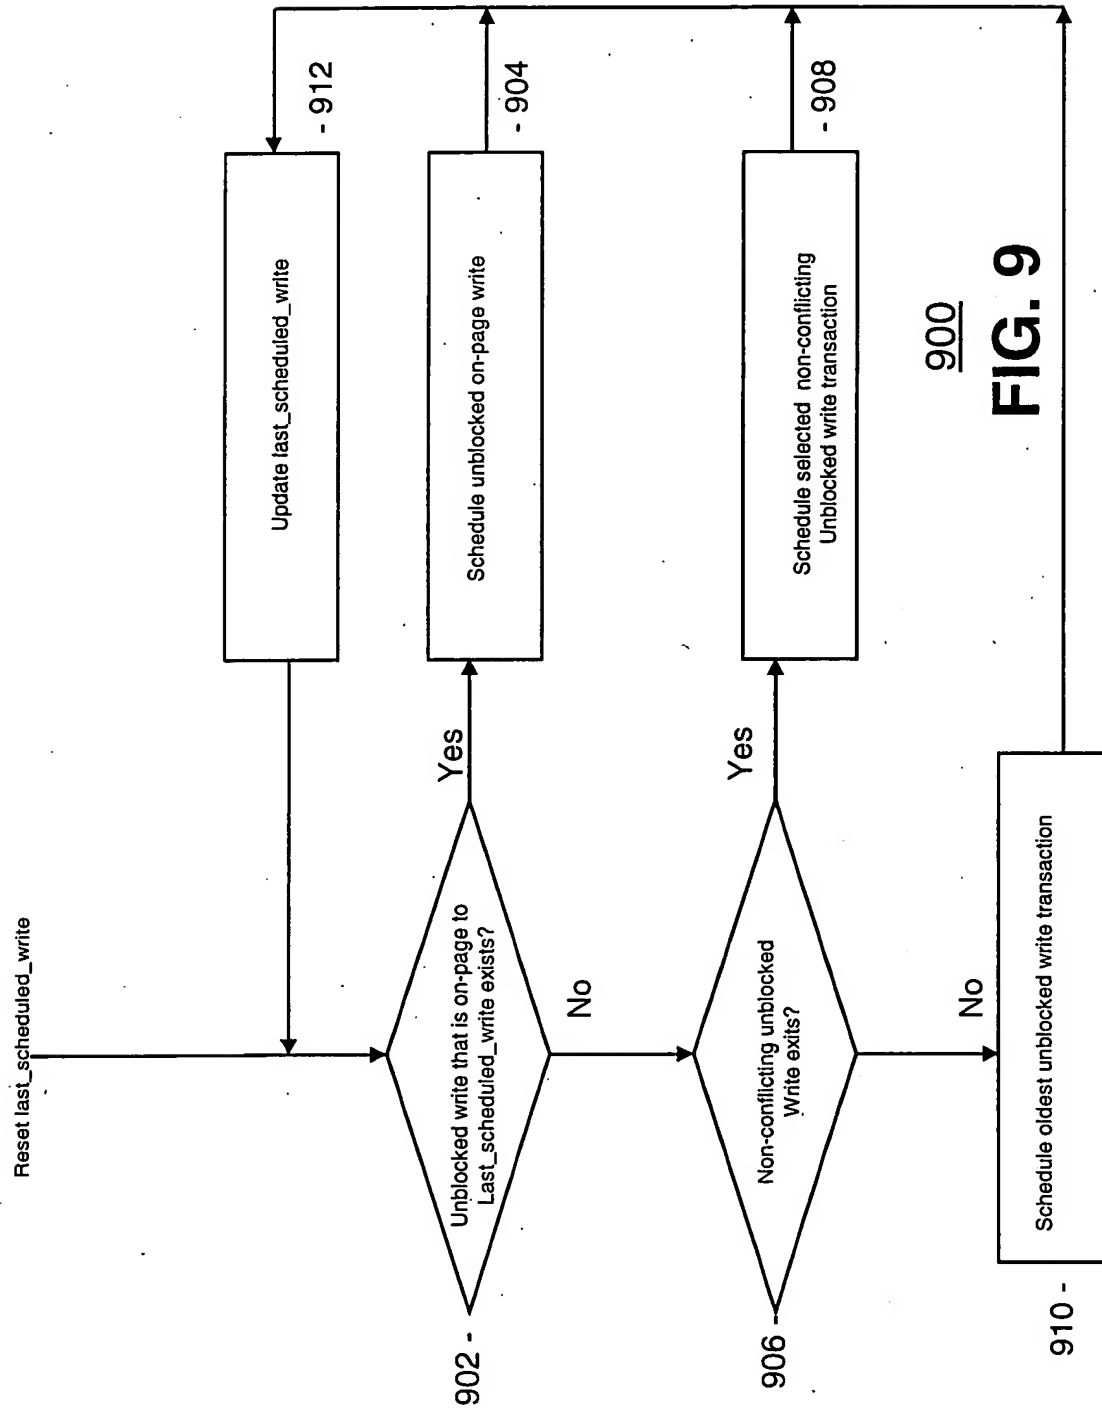 Reset last_scheduled_write
Update last_scheduled_write
- 912
902 -
Unblocked write that is on-page to
Last_scheduled_write exists?
Yes
Schedule unblocked on-page write
- 904
No
906 -
Non-conflicting unblocked
Write exits?
Yes
Schedule selected non-conflicting
Unblocked write transaction
- 908
No
910 -
Schedule oldest unblocked write transaction
900
FIG. 9